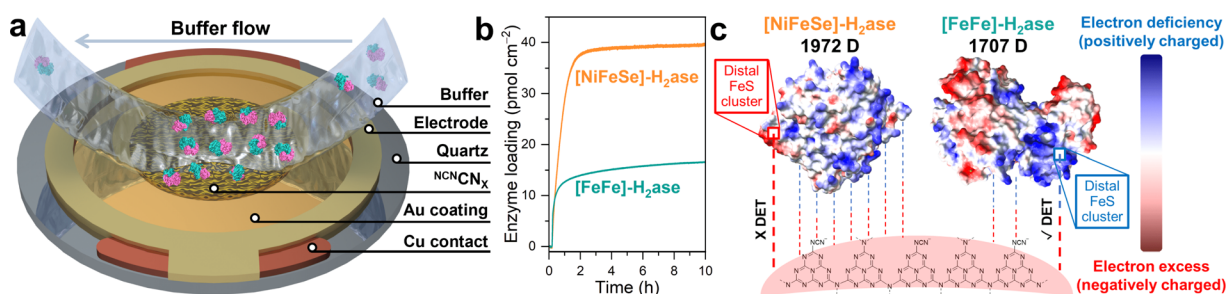 a
Buffer flow
Buffer
Electrode
Quartz
NCNCNX
Au coating
Cu contact
b
Enzyme loading (pmol cm−2)
40
30
20
10
0
[NiFeSe]-H2ase
[FeFe]-H2ase
0 2 4 6 8 10
Time (h)
c
[NiFeSe]-H2ase
1972 D
[FeFe]-H2ase
1707 D
Electron deficiency
(positively charged)
Distal
FeS
cluster
Distal
FeS
cluster
X DET
√ DET
NCN− N− NCN− N− NCN−
Electron excess
(negatively charged)